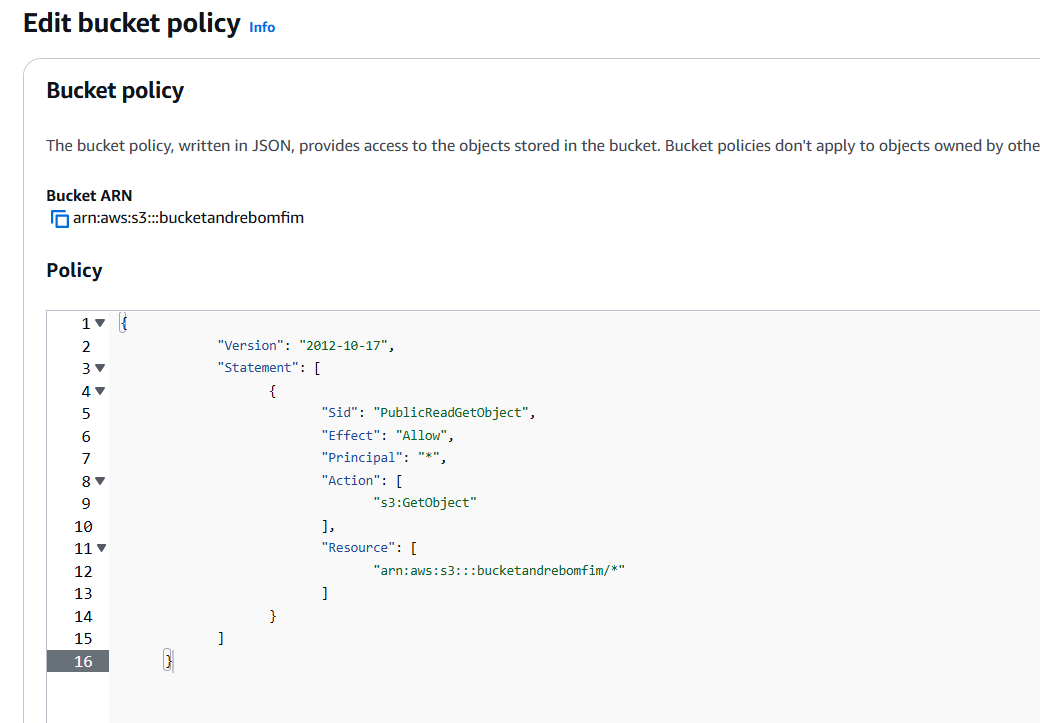 Edit bucket policy Info
Bucket policy
The bucket policy, written in JSON, provides access to the objects stored in the bucket. Bucket policies don't apply to objects owned by othe
Bucket ARN
arn:aws:s3:::bucketandrebomfim
Policy
1 {
2 "Version": "2012-10-17",
3 "Statement": [
4 {
5 "Sid": "PublicReadGetObject",
6 "Effect": "Allow",
7 "Principal": "*",
8 "Action": [
9 "s3:GetObject"
10 ],
11 "Resource": [
12 "arn:aws:s3:::bucketandrebomfim/*"
13 ]
14 }
15 ]
16 }